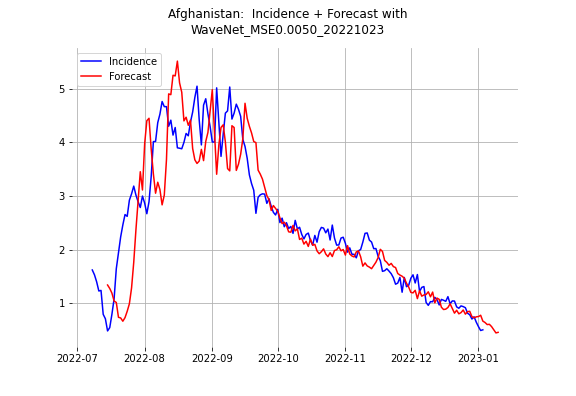 Afghanistan:  Incidence + Forecast with
WaveNet_MSE0.0050_20221023
Incidence
Forecast
5
4
3
2
1
2022-07 2022-08 2022-09 2022-10 2022-11 2022-12 2023-01